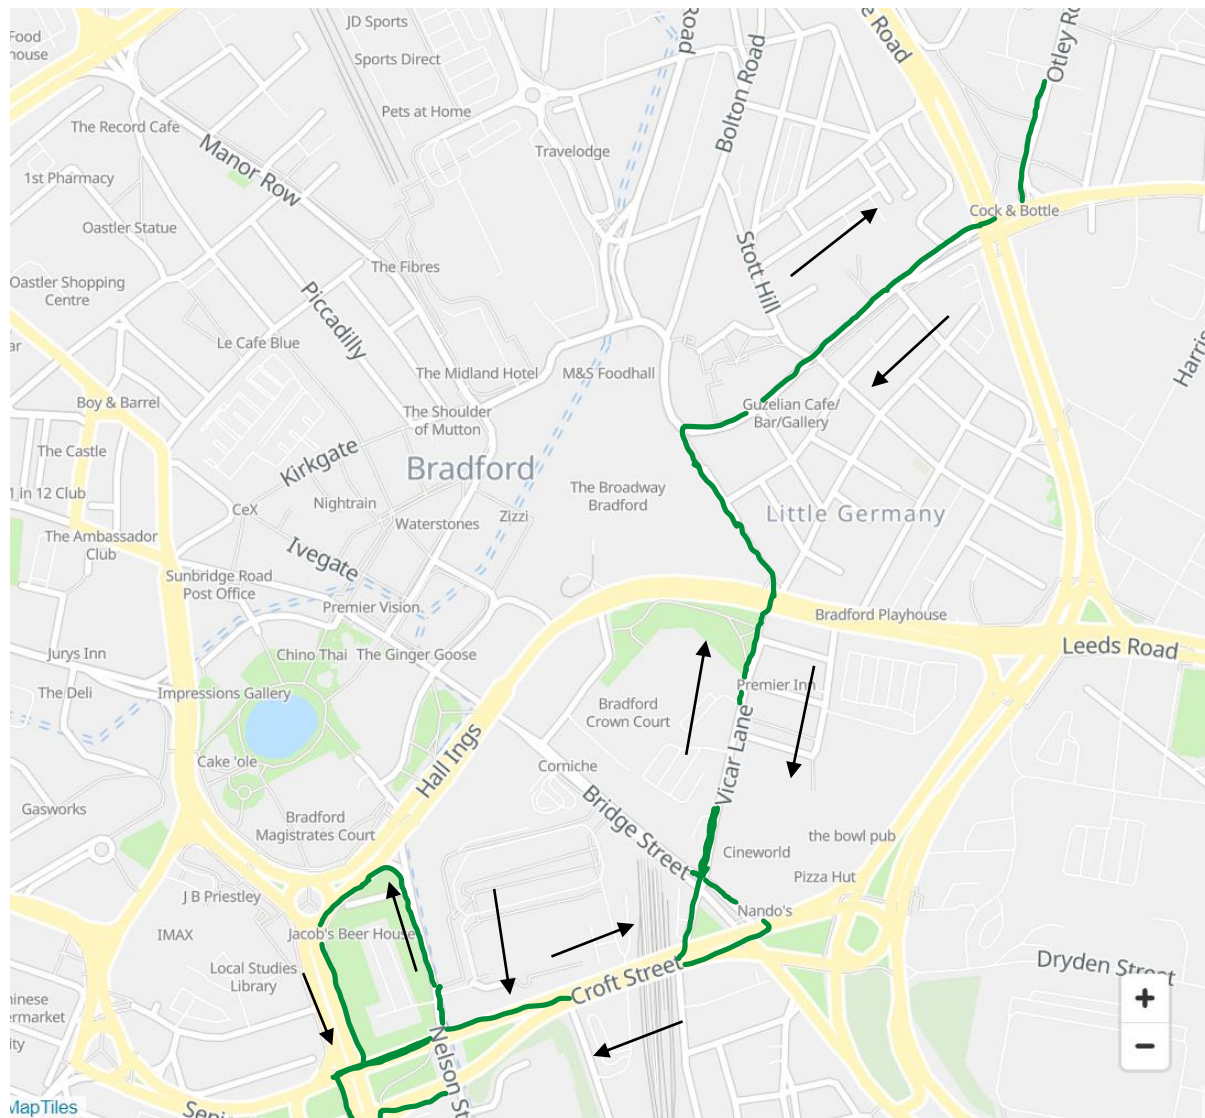 JD Sports
Sports Direct
Pets at Home
Food
house
The Record Cafe
Manor Row
1st Pharmacy
Oastler Statue
Travelodge
Road
Bolton Road
e Road
Otley Ro
Cock & Bottle
Stott Hill
The Fibres
Oastler Shopping
Centre
Piccadilly
ar
Le Cafe Blue
Harris
The Midland Hotel
M&S Foodhall
Boy & Barrel
The Shoulder
of Mutton
Guzelian Cafe/
Bar/Gallery
The Castle
Kirkgate
Bradford
1 in 12 Club
CeX
Nightrain
Waterstones
Zizzi
The Broadway
Bradford
Little Germany
The Ambassador
Club
Ivegate
Sunbridge Road
Post Office
Premier Vision
Bradford Playhouse
Leeds Road
Jurys Inn
Chino Thai
The Ginger Goose
The Deli
Impressions Gallery
Premier Inn
Bradford
Crown Court
Hall Ings
Vicar Lane
Cake 'ole
Corniche
Gasworks
Bradford
Magistrates Court
Bridge Street
the bowl pub
Cineworld
Pizza Hut
J B Priestley
Nando's
IMAX
Jacob's Beer House
Local Studies
Library
Croft Street
Dryden Street
hinese
ermarket
ity
Nelson St
+
−
MapTiles